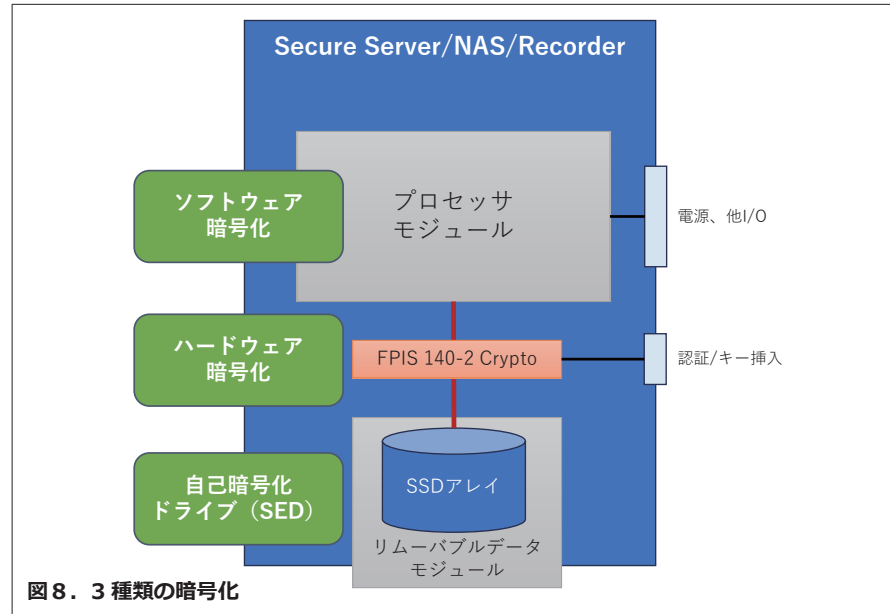 Secure Server/NAS/Recorder
ソフトウェア
暗号化
プロセッサ
モジュール
電源、他I/O
ハードウェア
暗号化
FPIS 140-2 Crypto
認証/キー挿入
自己暗号化
ドライブ（SED）
SSDアレイ
リムーバブルデータ
モジュール
図８．３種類の暗号化